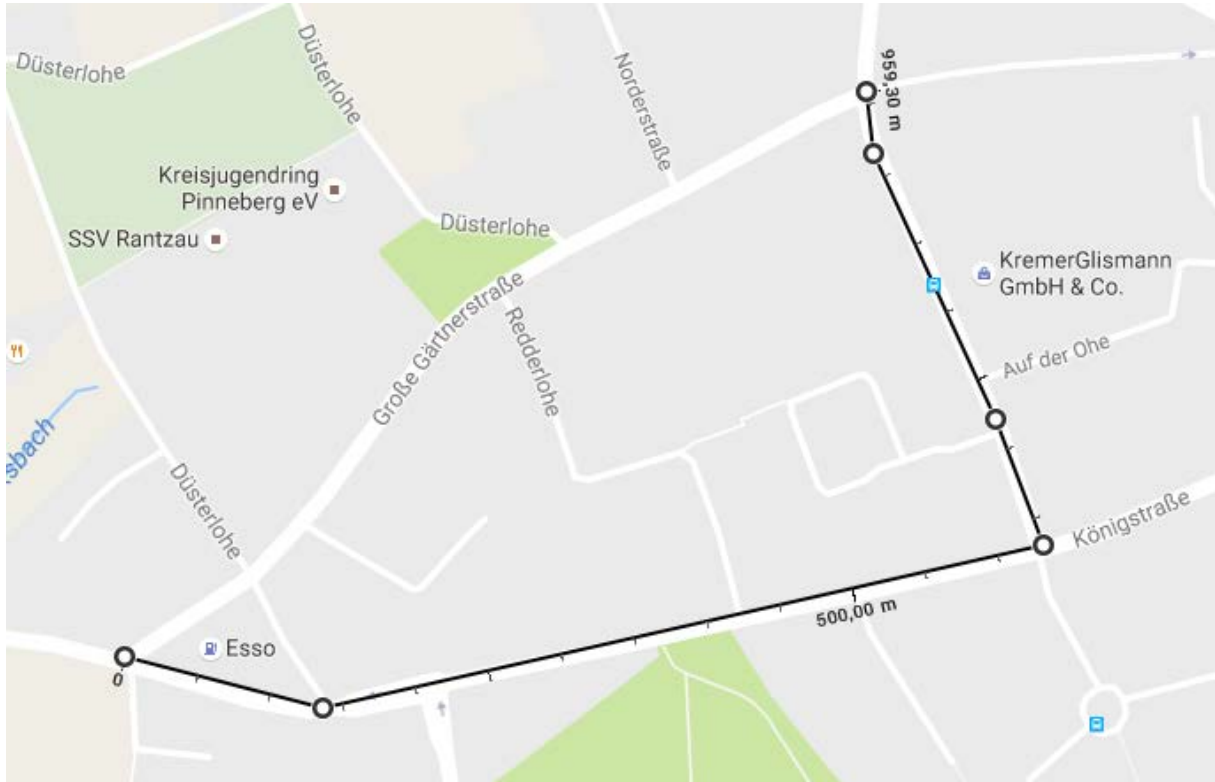 Düsterlohe
Düsterlohe
Norderstraße
959,30 m
Kreisjugendring
Pinneberg eV
SSV Rantzau
Düsterlohe
KremerGlismann
GmbH & Co.
Große Gärtnerstraße
Redderlohe
Auf der Ohe
sbach
Düsterlohe
Königstraße
500,00 m
Esso
0